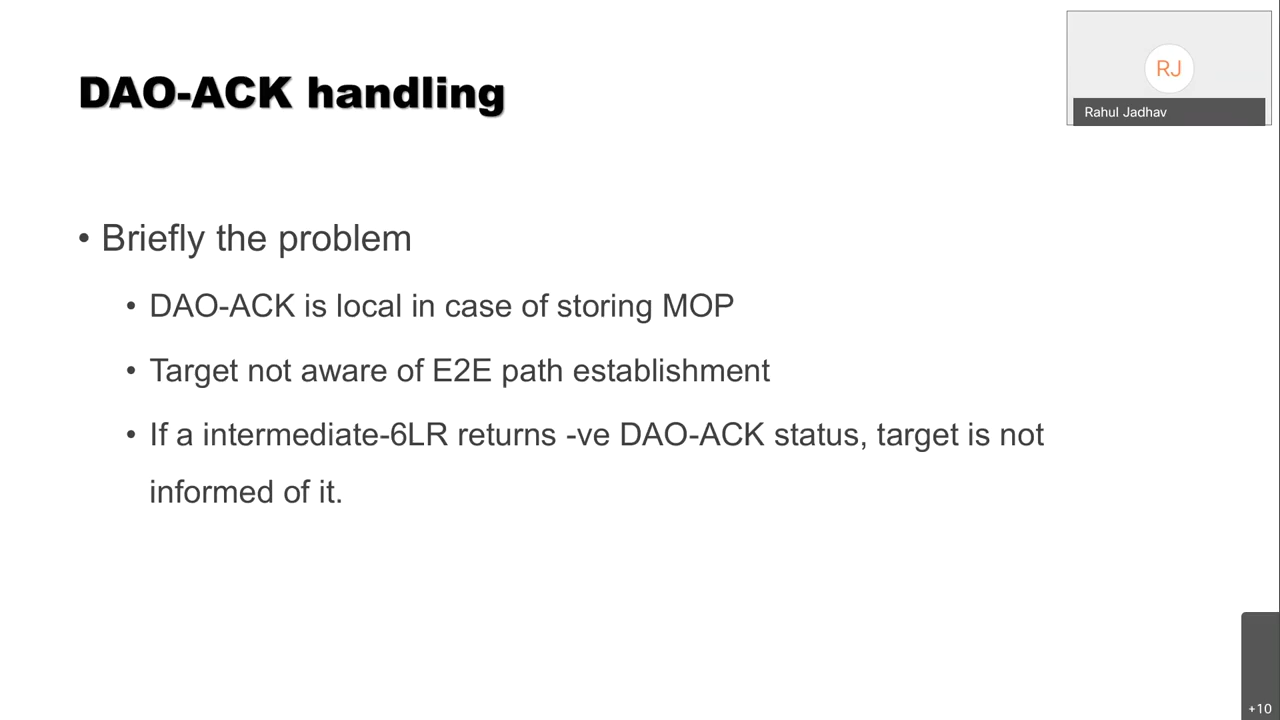 DAO-ACK handling
RJ
Rahul Jadhav
• Briefly the problem
• DAO-ACK is local in case of storing MOP
• Target not aware of E2E path establishment
• If a intermediate-6LR returns -ve DAO-ACK status, target is not
informed of it.
+10